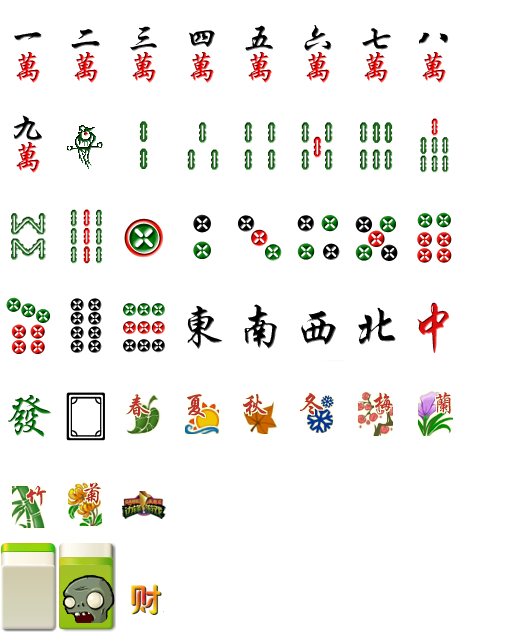 一萬 二萬 三萬 四萬 五萬 六萬 七萬 八萬
九萬
東 南 西 北 中
發 春 夏 秋 冬 梅 蘭
竹 菊
财